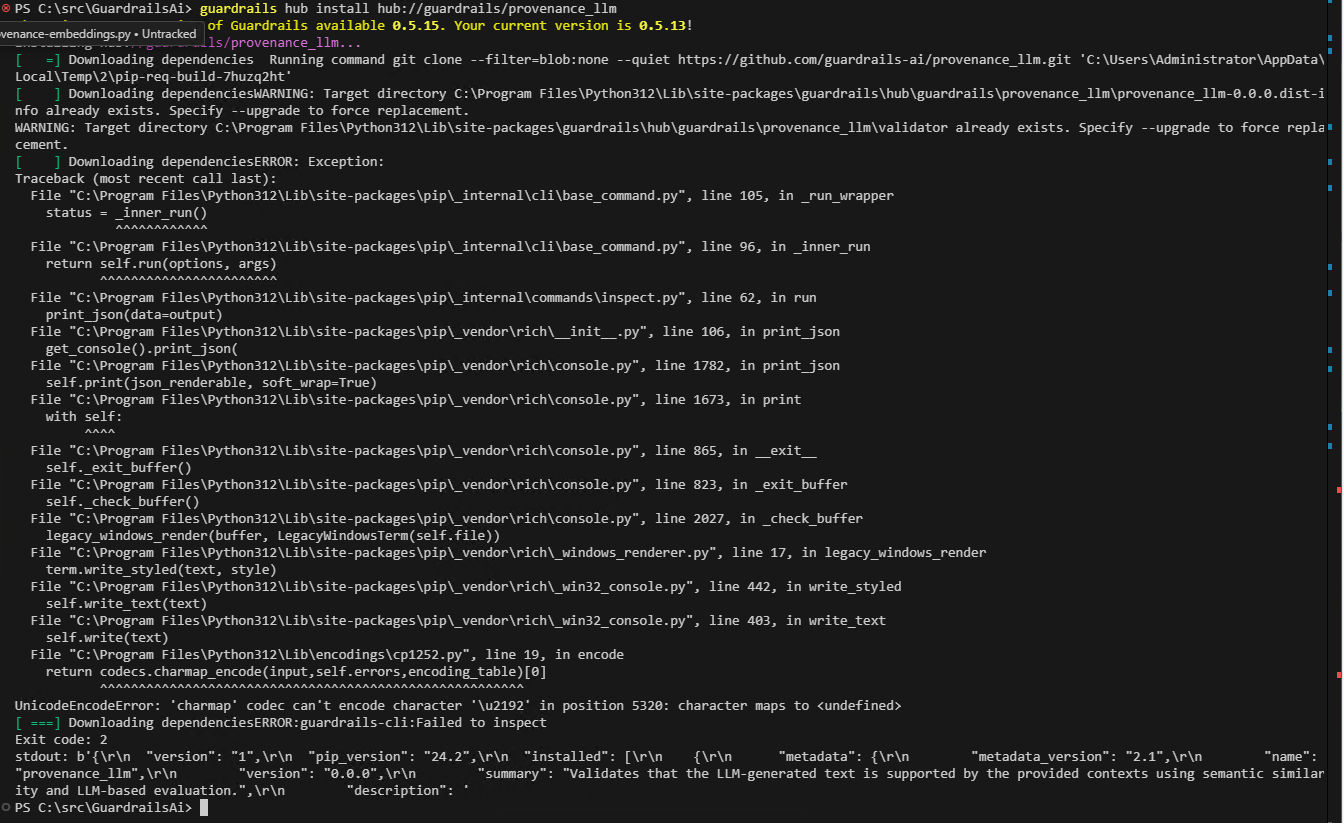 PS C:\src\GuardrailsAi> guardrails hub install hub://guardrails/provenance_llm
of Guardrails available 0.5.15. Your current version is 0.5.13!
ovenance-embeddings.py • Untracked
//guardrails/provenance_llm...
[   =] Downloading dependencies  Running command git clone --filter=blob:none --quiet https://github.com/guardrails-ai/provenance_llm.git 'C:\Users\Administrator\AppData\
Local\Temp\2\pip-req-build-7huzq2ht'
[    ] Downloading dependenciesWARNING: Target directory C:\Program Files\Python312\Lib\site-packages\guardrails\hub\guardrails\provenance_llm\provenance_llm-0.0.0.dist-i
nfo already exists. Specify --upgrade to force replacement.
WARNING: Target directory C:\Program Files\Python312\Lib\site-packages\guardrails\hub\guardrails\provenance_llm\validator already exists. Specify --upgrade to force repla
cement.
[    ] Downloading dependenciesERROR: Exception:
Traceback (most recent call last):
  File "C:\Program Files\Python312\Lib\site-packages\pip\_internal\cli\base_command.py", line 105, in _run_wrapper
    status = _inner_run()
             ^^^^^^^^^^^^
  File "C:\Program Files\Python312\Lib\site-packages\pip\_internal\cli\base_command.py", line 96, in _inner_run
    return self.run(options, args)
           ^^^^^^^^^^^^^^^^^^^^^^^
  File "C:\Program Files\Python312\Lib\site-packages\pip\_internal\commands\inspect.py", line 62, in run
    print_json(data=output)
  File "C:\Program Files\Python312\Lib\site-packages\pip\_vendor\rich\__init__.py", line 106, in print_json
    get_console().print_json(
  File "C:\Program Files\Python312\Lib\site-packages\pip\_vendor\rich\console.py", line 1782, in print_json
    self.print(json_renderable, soft_wrap=True)
  File "C:\Program Files\Python312\Lib\site-packages\pip\_vendor\rich\console.py", line 1673, in print
    with self:
         ^^^^
  File "C:\Program Files\Python312\Lib\site-packages\pip\_vendor\rich\console.py", line 865, in __exit__
    self._exit_buffer()
  File "C:\Program Files\Python312\Lib\site-packages\pip\_vendor\rich\console.py", line 823, in _exit_buffer
    self._check_buffer()
  File "C:\Program Files\Python312\Lib\site-packages\pip\_vendor\rich\console.py", line 2027, in _check_buffer
    legacy_windows_render(buffer, LegacyWindowsTerm(self.file))
  File "C:\Program Files\Python312\Lib\site-packages\pip\_vendor\rich\_windows_renderer.py", line 17, in legacy_windows_render
    term.write_styled(text, style)
  File "C:\Program Files\Python312\Lib\site-packages\pip\_vendor\rich\_win32_console.py", line 442, in write_styled
    self.write_text(text)
  File "C:\Program Files\Python312\Lib\site-packages\pip\_vendor\rich\_win32_console.py", line 403, in write_text
    self.write(text)
  File "C:\Program Files\Python312\Lib\encodings\cp1252.py", line 19, in encode
    return codecs.charmap_encode(input,self.errors,encoding_table)[0]
           ^^^^^^^^^^^^^^^^^^^^^^^^^^^^^^^^^^^^^^^^^^^^^^^^^^^^^^^
UnicodeEncodeError: 'charmap' codec can't encode character '\u2192' in position 5320: character maps to <undefined>
[ ===] Downloading dependenciesERROR:guardrails-cli:Failed to inspect
Exit code: 2
stdout: b'{\r\n  "version": "1",\r\n  "pip_version": "24.2",\r\n  "installed": [\r\n    {\r\n      "metadata": {\r\n        "metadata_version": "2.1",\r\n        "name":
"provenance_llm",\r\n        "version": "0.0.0",\r\n        "summary": "Validates that the LLM-generated text is supported by the provided contexts using semantic similar
ity and LLM-based evaluation.",\r\n        "description": '
PS C:\src\GuardrailsAi>